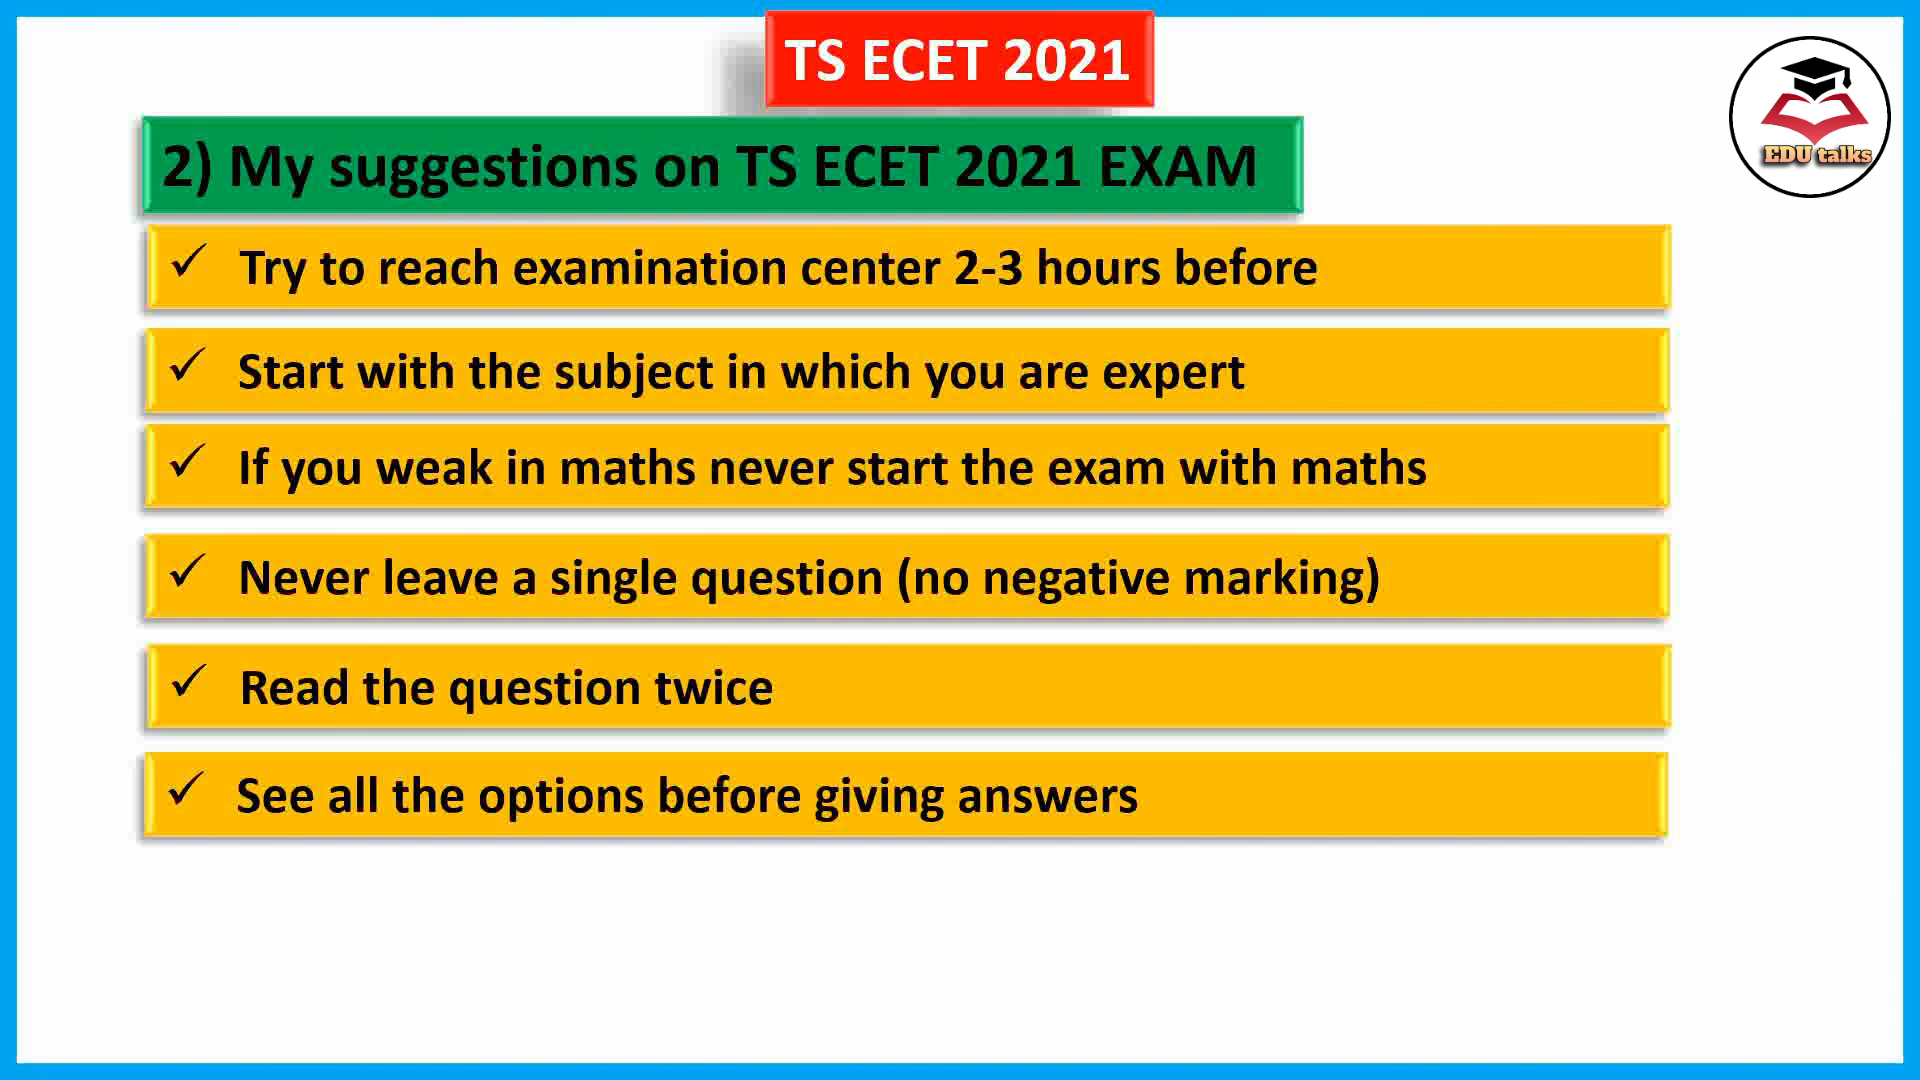 TS ECET 2021
EDU talks
2) My suggestions on TS ECET 2021 EXAM
✓ Try to reach examination center 2-3 hours before
✓ Start with the subject in which you are expert
✓ If you weak in maths never start the exam with maths
✓ Never leave a single question (no negative marking)
✓ Read the question twice
✓ See all the options before giving answers